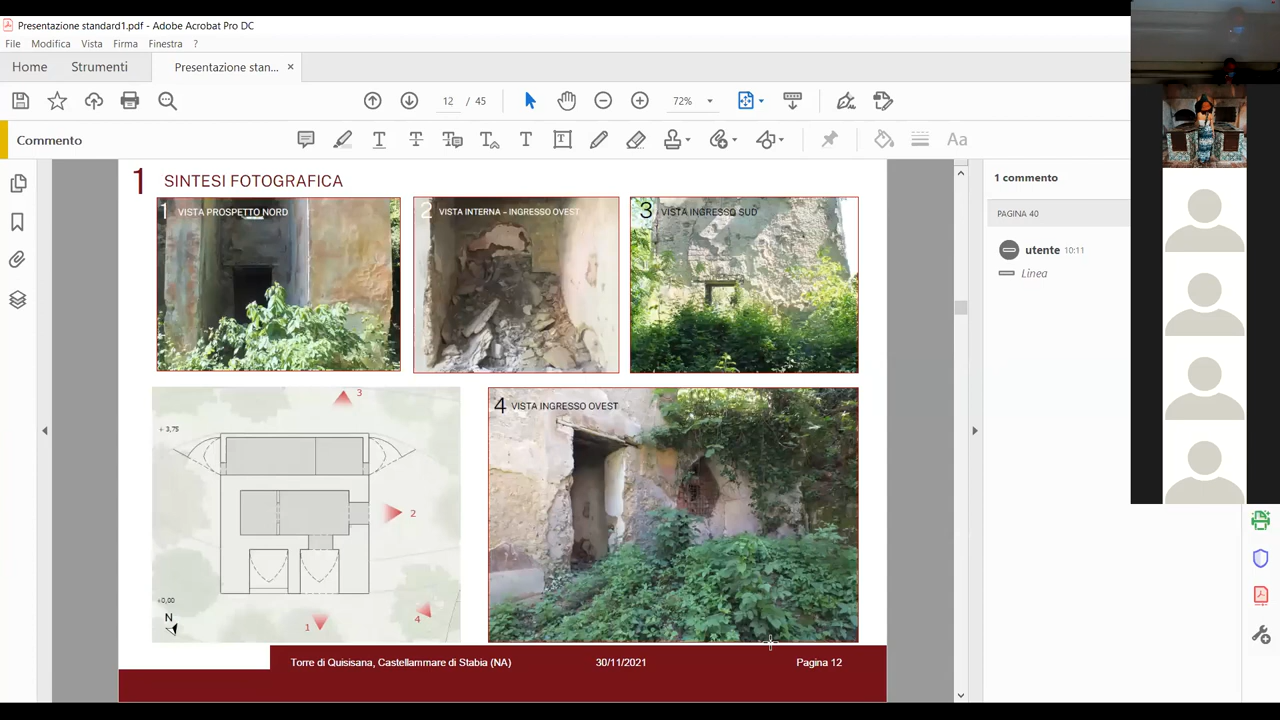 Presentazione standard1.pdf - Adobe Acrobat Pro DC
File Modifica Vista Firma Finestra ?
Home Strumenti Presentazione stan... ×
12 / 45 72%
Commento
T T T T T T Aa
1 SINTESI FOTOGRAFICA
1 VISTA PROSPETTO NORD
2 VISTA INTERNA - INGRESSO OVEST
3 VISTA INGRESSO SUD
4 VISTA INGRESSO OVEST
3
+ 3,75
2
+0,00
N
1
4
Torre di Quisisana, Castellammare di Stabia (NA) 30/11/2021 Pagina 12
1 commento
PAGINA 40
utente 10:11
Linea